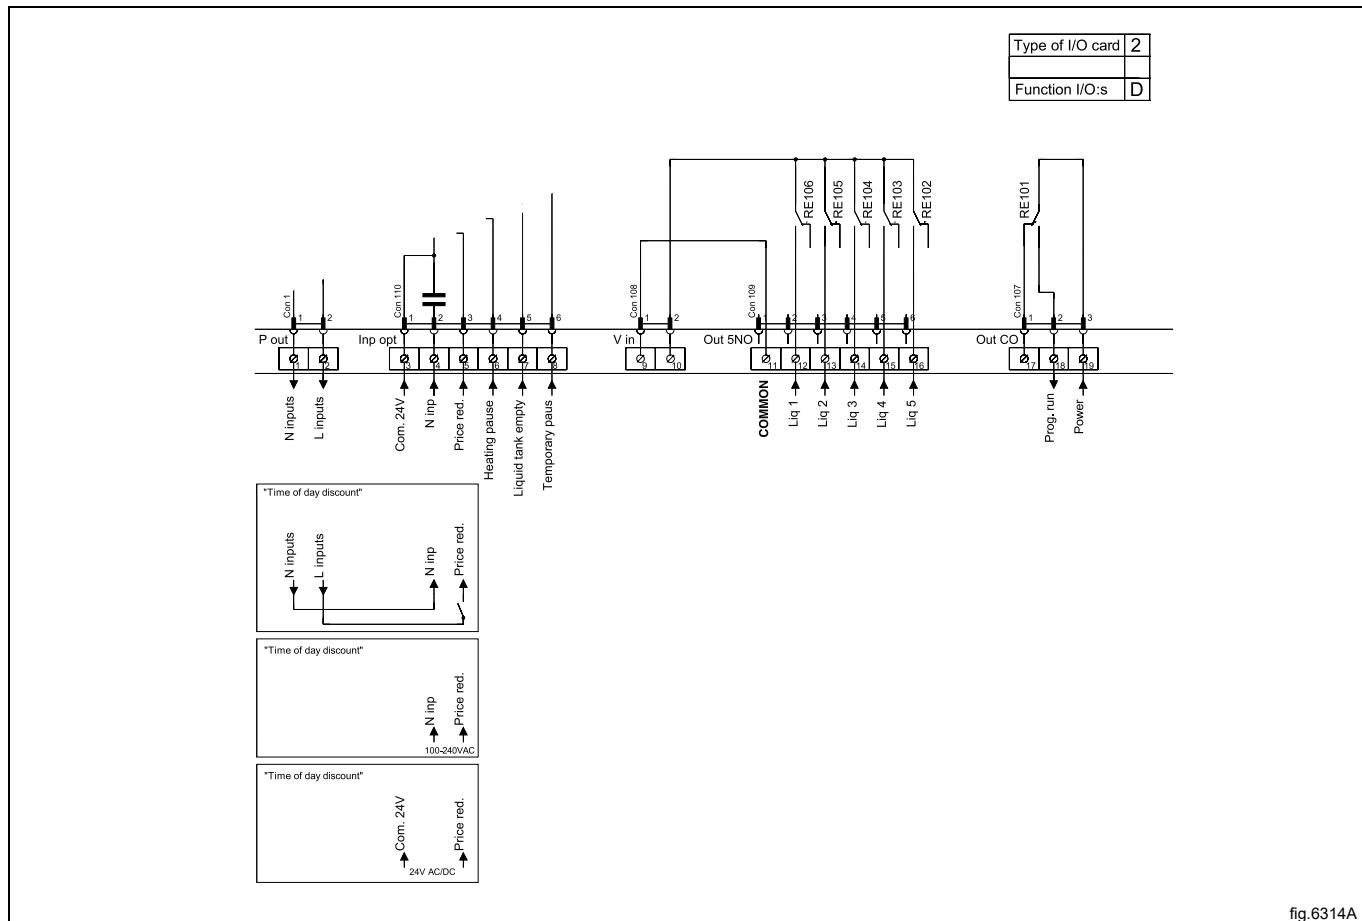 Type of I/O card 2
Function I/O:s D
RE106
RE105
RE104
RE103
RE102
RE101
Con 1
Con 110
Con 108
Con 109
Con 107
1 2
1 2 3 4 5 6
1 2
1 2 3 4 5 6
1 2 3
P out
Inp opt
V in
Out 5NO
Out CO
1 2
3 4 5 6 7 8
9 10
11 12 13 14 15 16
17 18 19
N inputs
L inputs
Com. 24V
N inp
Price red.
Heating pause
Liquid tank empty
Temporary paus
COMMON
Liq 1
Liq 2
Liq 3
Liq 4
Liq 5
Prog. run
Power
"Time of day discount"
N inputs
L inputs
N inp
Price red.
"Time of day discount"
N inp
Price red.
100-240VAC
"Time of day discount"
Com. 24V
Price red.
24V AC/DC
fig.6314A